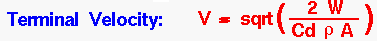 Terminal Velocity: V = sqrt( 2 W / Cd ρ A )